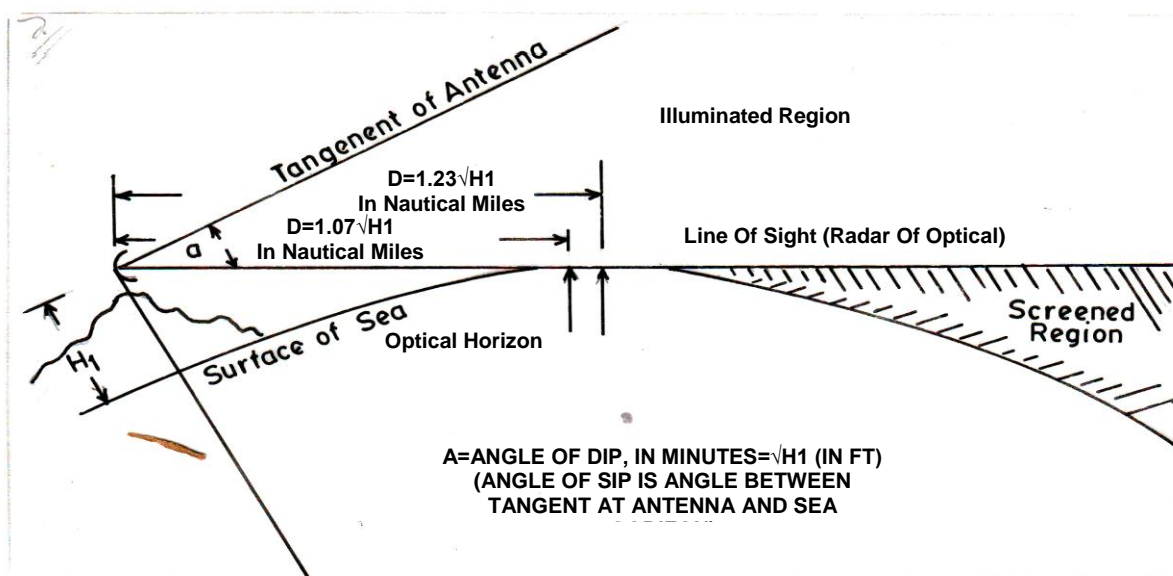 Tangenent of Antenna
Illuminated Region
D=1.23√H1
In Nautical Miles
D=1.07√H1
In Nautical Miles
a
Line Of Sight (Radar Of Optical)
H1
Surface of Sea
Optical Horizon
Screened
Region
A=ANGLE OF DIP, IN MINUTES=√H1 (IN FT)
(ANGLE OF SIP IS ANGLE BETWEEN
TANGENT AT ANTENNA AND SEA